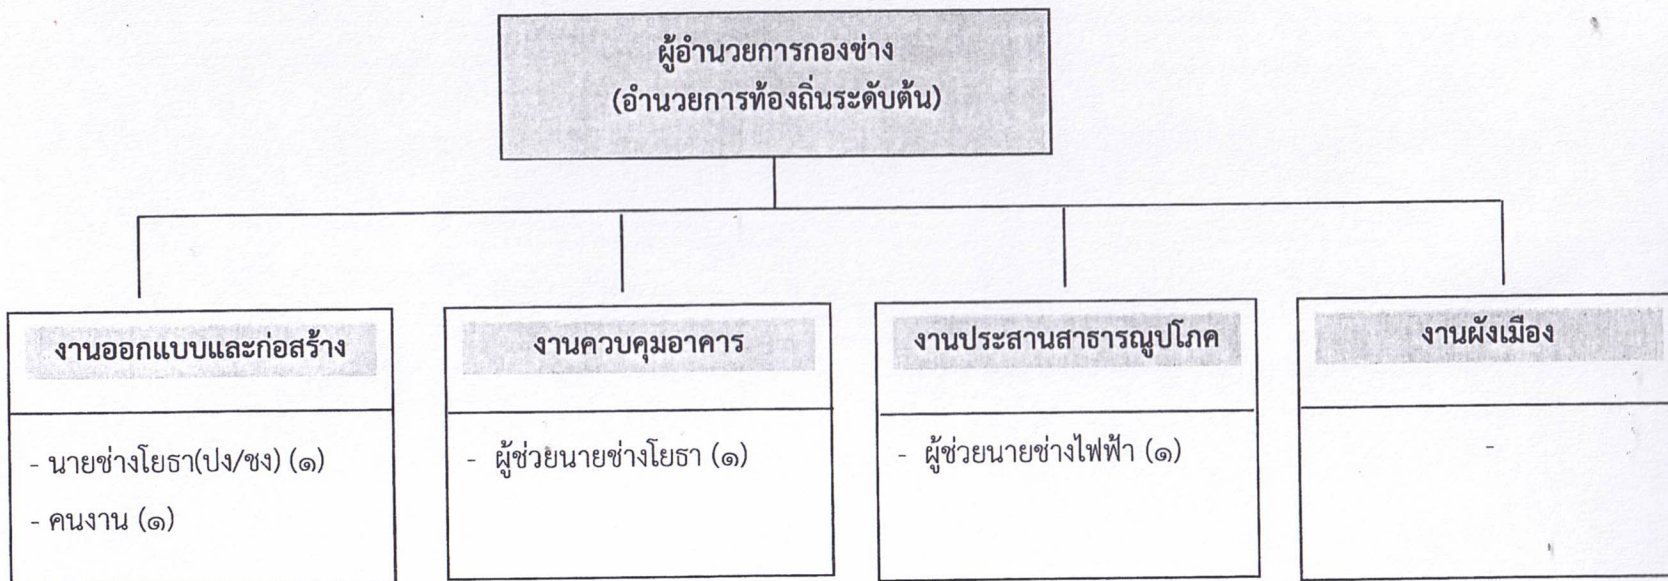 ผู้อำนวยการกองช่าง
(อำนวยการท้องถิ่นระดับต้น)
งานออกแบบและก่อสร้าง
- นายช่างโยธา(ปง/ชง) (๑)
- คนงาน (๑)
งานควบคุมอาคาร
- ผู้ช่วยนายช่างโยธา (๑)
งานประสานสาธารณูปโภค
- ผู้ช่วยนายช่างไฟฟ้า (๑)
งานผังเมือง
-